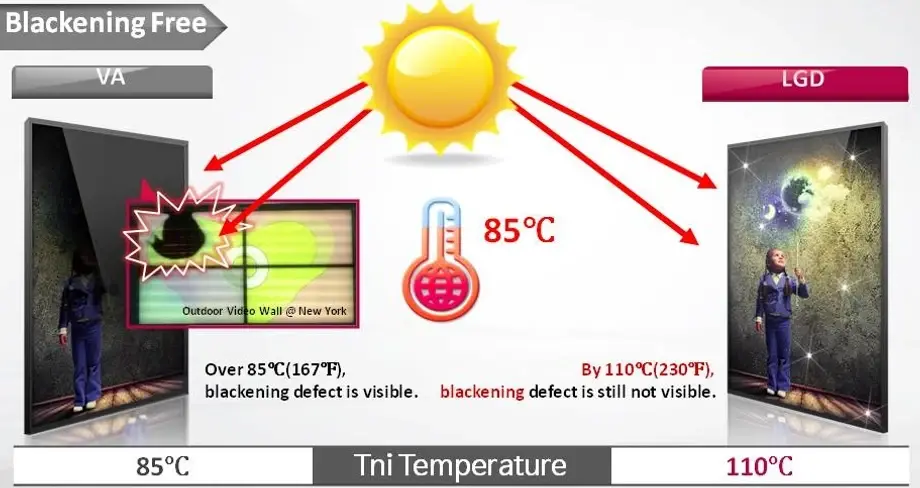 Blackening Free
VA
LGD
85℃
Outdoor Video Wall @ New York
Over 85℃(167℉),
blackening defect is visible.
By 110℃(230℉),
blackening defect is still not visible.
85℃
Tni Temperature
110℃